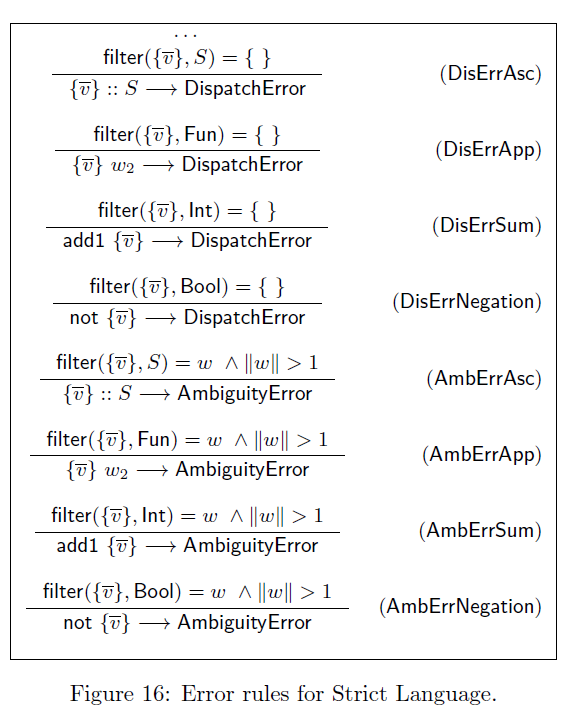 ...
filter({v̅}, S) = { }
{v̅} :: S ⟶ DispatchError
(DisErrAsc)
filter({v̅}, Fun) = { }
{v̅} w₂ ⟶ DispatchError
(DisErrApp)
filter({v̅}, Int) = { }
add1 {v̅} ⟶ DispatchError
(DisErrSum)
filter({v̅}, Bool) = { }
not {v̅} ⟶ DispatchError
(DisErrNegation)
filter({v̅}, S) = w ∧ ‖w‖ > 1
{v̅} :: S ⟶ AmbiguityError
(AmbErrAsc)
filter({v̅}, Fun) = w ∧ ‖w‖ > 1
{v̅} w₂ ⟶ AmbiguityError
(AmbErrApp)
filter({v̅}, Int) = w ∧ ‖w‖ > 1
add1 {v̅} ⟶ AmbiguityError
(AmbErrSum)
filter({v̅}, Bool) = w ∧ ‖w‖ > 1
not {v̅} ⟶ AmbiguityError
(AmbErrNegation)
Figure 16: Error rules for Strict Language.